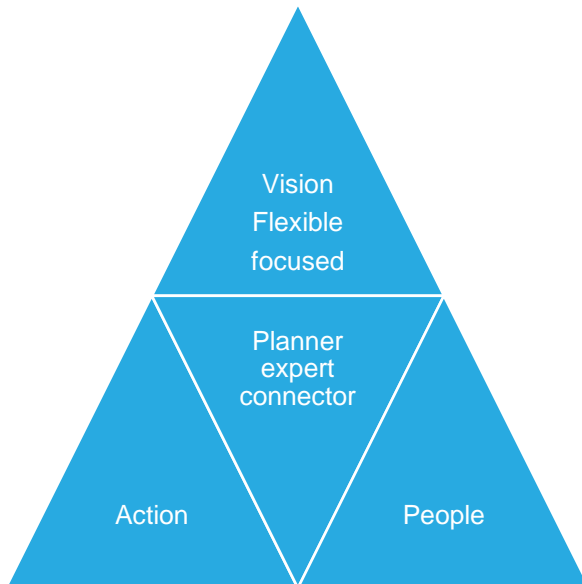 Vision
Flexible
focused
Planner
expert
connector
Action
People